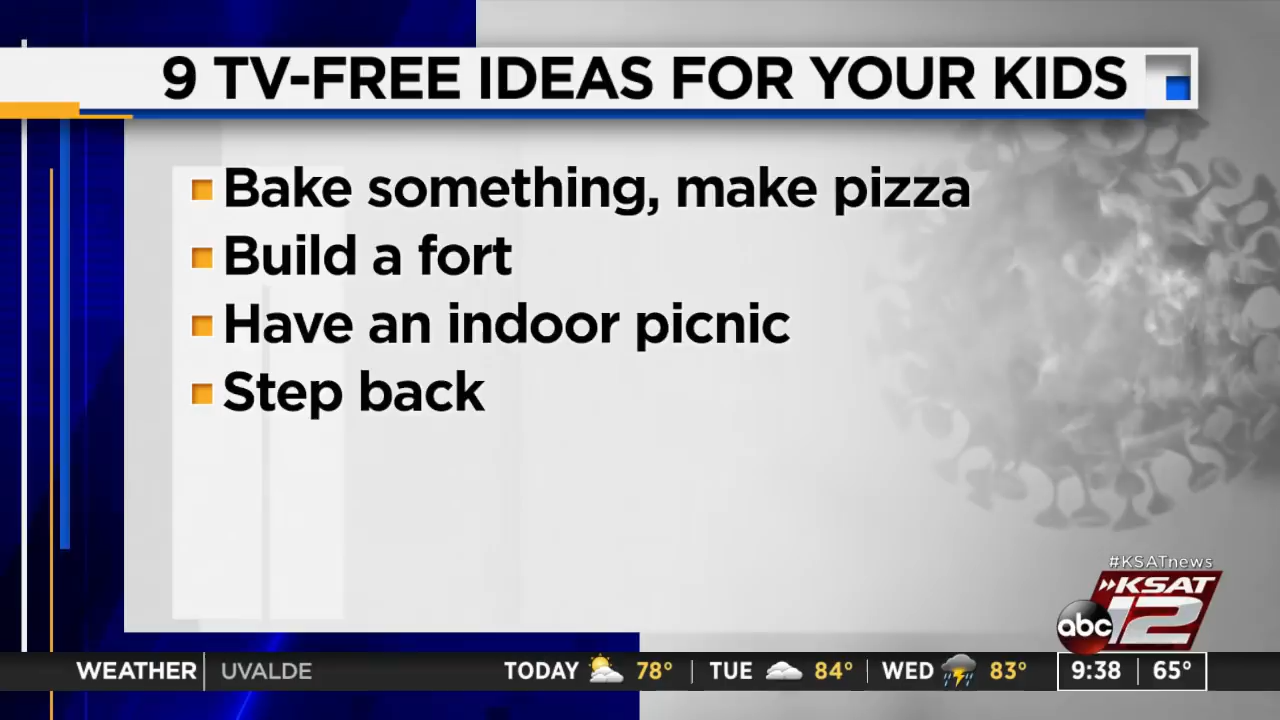 9 TV-FREE IDEAS FOR YOUR KIDS
Bake something, make pizza
Build a fort
Have an indoor picnic
Step back
#KSATnews
KSAT
abc 12
WEATHER UVALDE TODAY 78° TUE 84° WED 83° 9:38 65°